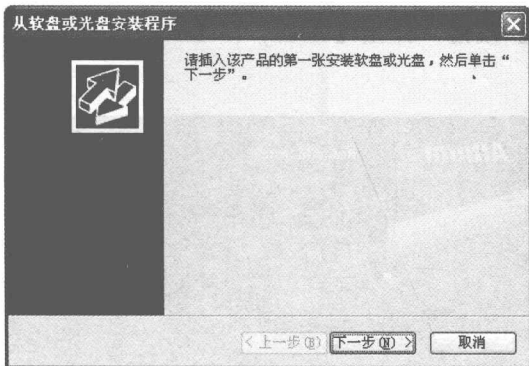 从软盘或光盘安装程序
请插入该产品的第一张安装软盘或光盘，然后单击“
下一步”。
< 上一步(B)
下一步(N) >
取消